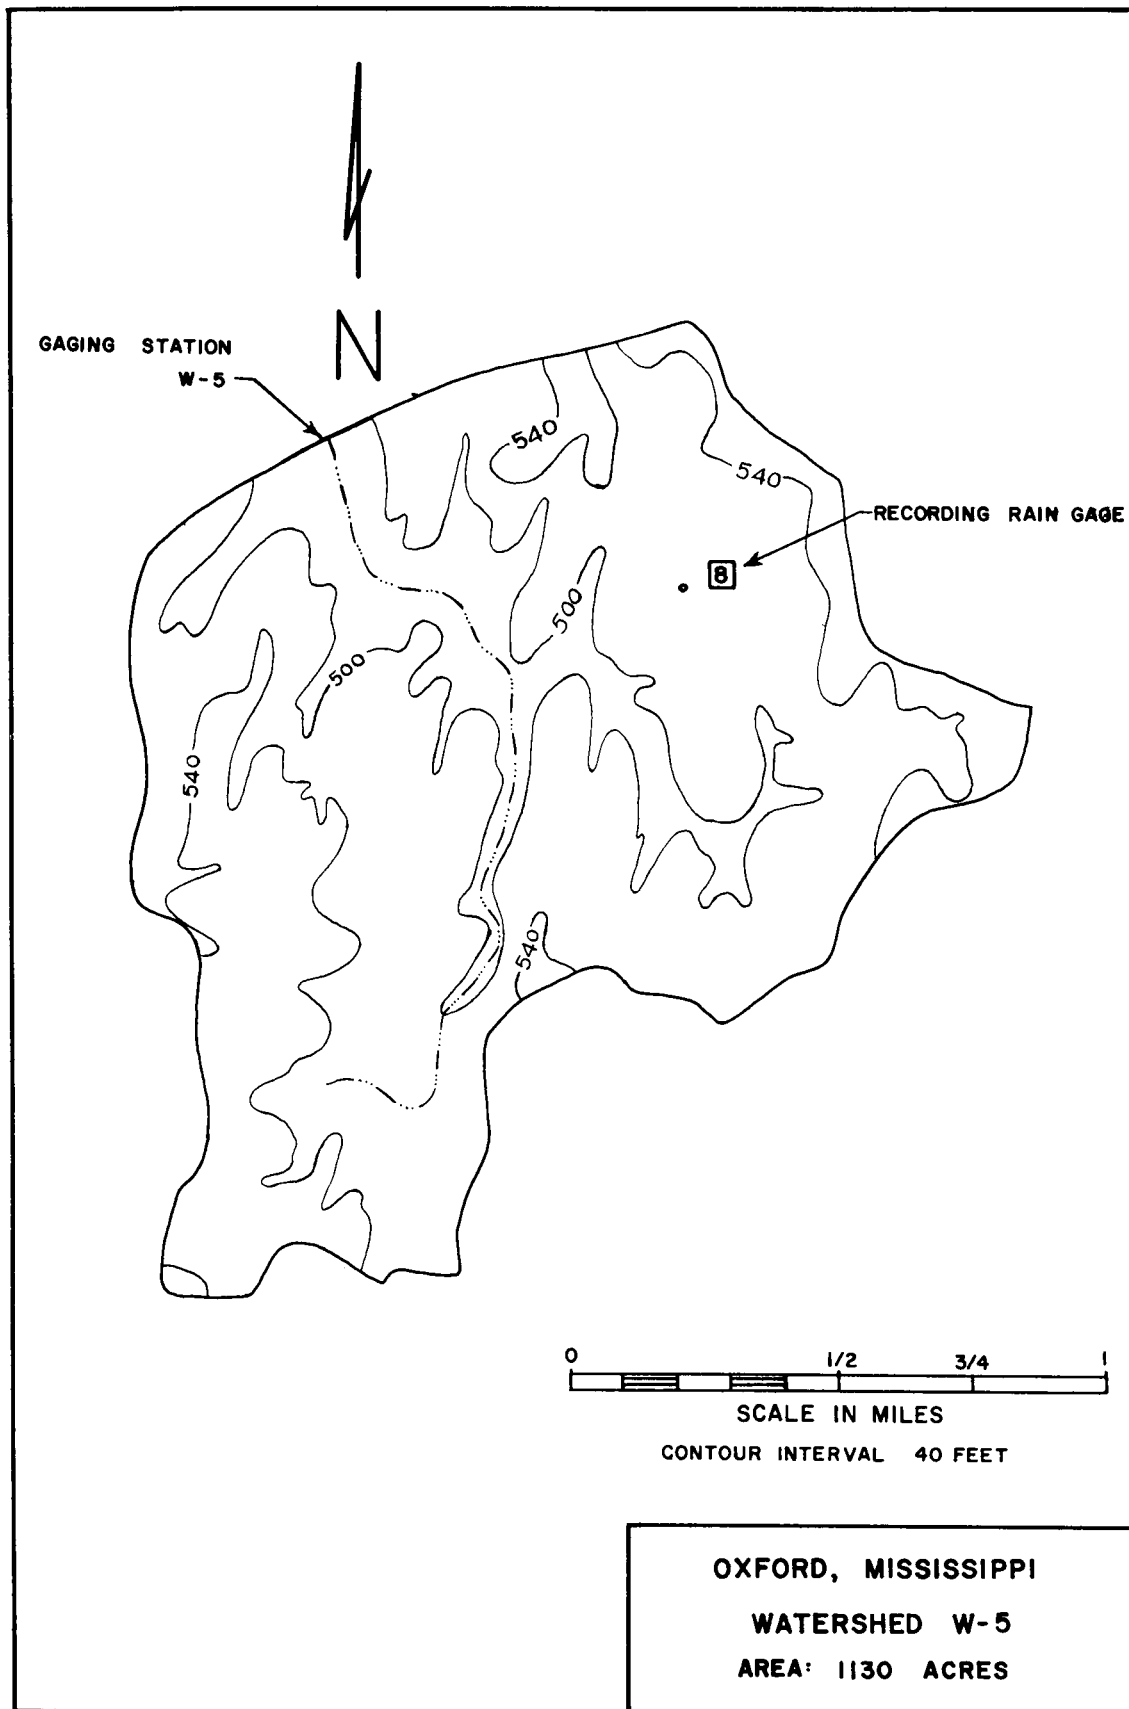 N
GAGING STATION
W-5
540
540
RECORDING RAIN GAGE
8
500
500
540
540
0 1/2 3/4 1
SCALE IN MILES
CONTOUR INTERVAL 40 FEET
OXFORD, MISSISSIPPI
WATERSHED W-5
AREA: 1130 ACRES